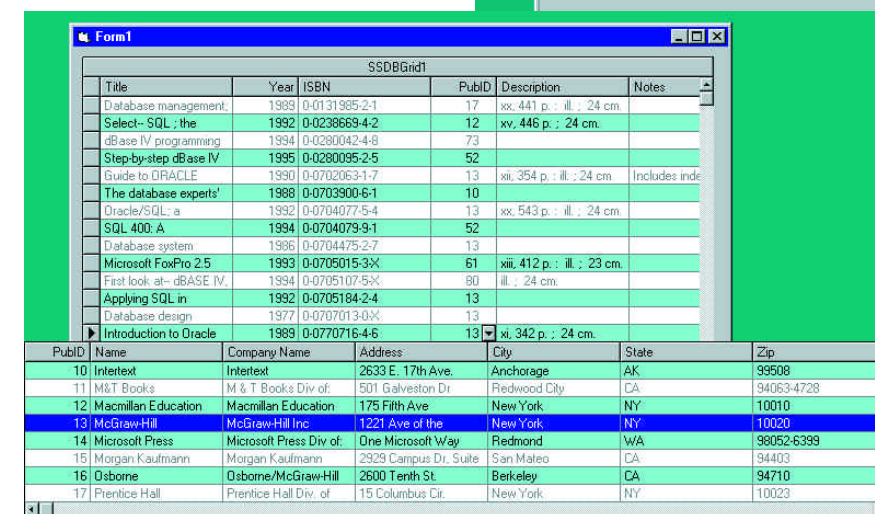 Form1
SSDBGrid1
Title Year ISBN PubID Description Notes
Database management; 1989 0-0131985-2-1 17 xx, 441 p. : ill. ; 24 cm.
Select-- SQL ; the 1992 0-0238669-4-2 12 xv, 446 p. ; 24 cm.
dBase IV programming 1994 0-0280042-4-8 73
Step-by-step dBase IV 1995 0-0280095-2-5 52
Guide to ORACLE 1990 0-0702063-1-7 13 xii, 354 p. : ill. ; 24 cm Includes inde
The database experts' 1988 0-0703900-6-1 10
Oracle/SQL; a 1992 0-0704077-5-4 13 xx, 543 p. : ill. ; 24 cm.
SQL 400: A 1994 0-0704079-9-1 52
Database system 1986 0-0704475-2-7 13
Microsoft FoxPro 2.5 1993 0-0705015-3-X 61 xiii, 412 p. : ill. ; 23 cm.
First look at-- dBASE IV, 1994 0-0705107-5-X 80 ill. ; 24 cm.
Applying SQL in 1992 0-0705184-2-4 13
Database design 1977 0-0707013-0-X 13
Introduction to Oracle 1989 0-0770716-4-6 13 xi, 342 p. ; 24 cm.
PubID Name Company Name Address City State Zip
10 Intertext Intertext 2633 E. 17th Ave. Anchorage AK 99508
11 M&T Books M & T Books Div of: 501 Galveston Dr Redwood City CA 94063-4728
12 Macmillan Education Macmillan Education 175 Fifth Ave New York NY 10010
13 McGraw-Hill McGraw-Hill Inc 1221 Ave of the New York NY 10020
14 Microsoft Press Microsoft Press Div of: One Microsoft Way Redmond WA 98052-6399
15 Morgan Kaufmann Morgan Kaufmann 2929 Campus Dr. Suite San Mateo CA 94403
16 Osborne Osborne/McGraw-Hill 2600 Tenth St. Berkeley CA 94710
17 Prentice Hall Prentice Hall Div. of 15 Columbus Cir. New York NY 10023